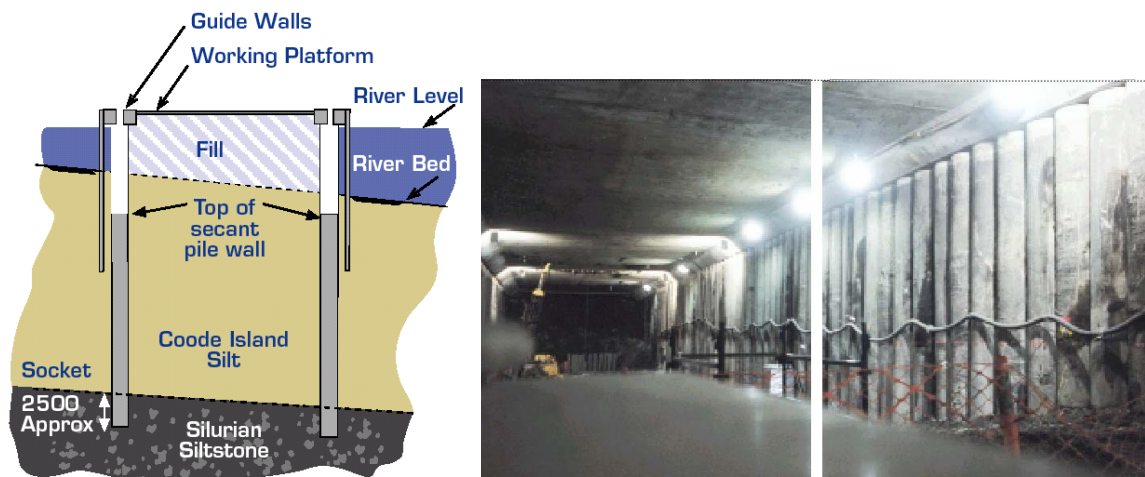 Guide Walls
Working Platform
River Level
Fill
River Bed
Top of
secant
pile wall
Coode Island
Silt
Socket
2500
Approx
Silurian
Siltstone